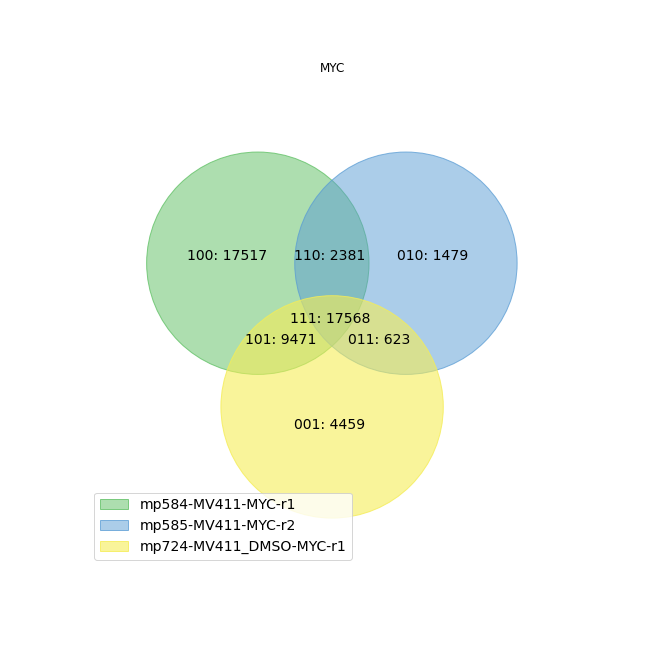 MYC
100: 17517
110: 2381
010: 1479
111: 17568
101: 9471
011: 623
001: 4459
mp584-MV411-MYC-r1
mp585-MV411-MYC-r2
mp724-MV411_DMSO-MYC-r1